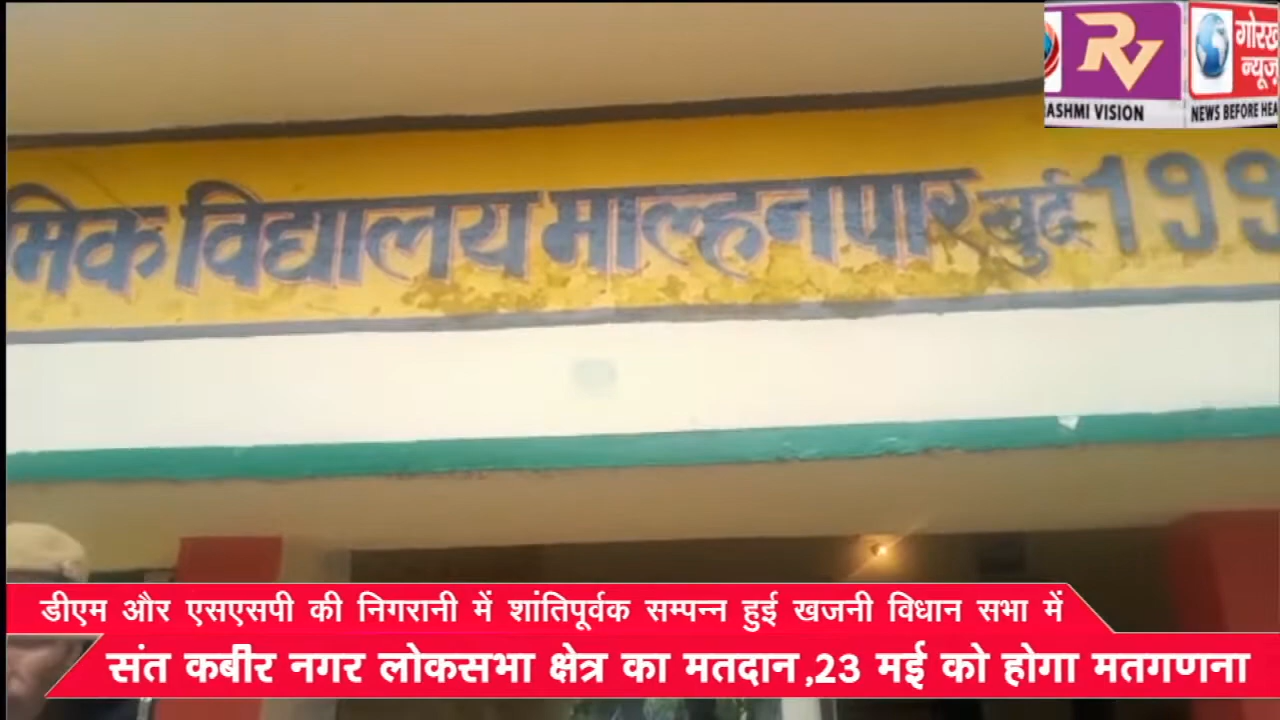 RV
गोरख
न्यूज़
ASHMI VISION
NEWS BEFORE HEA
मिक विद्यालय माल्हनपार खुर्द 199
डीएम और एसएसपी की निगरानी में शांतिपूर्वक सम्पन्न हुई खजनी विधान सभा में
संत कबीर नगर लोकसभा क्षेत्र का मतदान,23 मई को होगा मतगणना